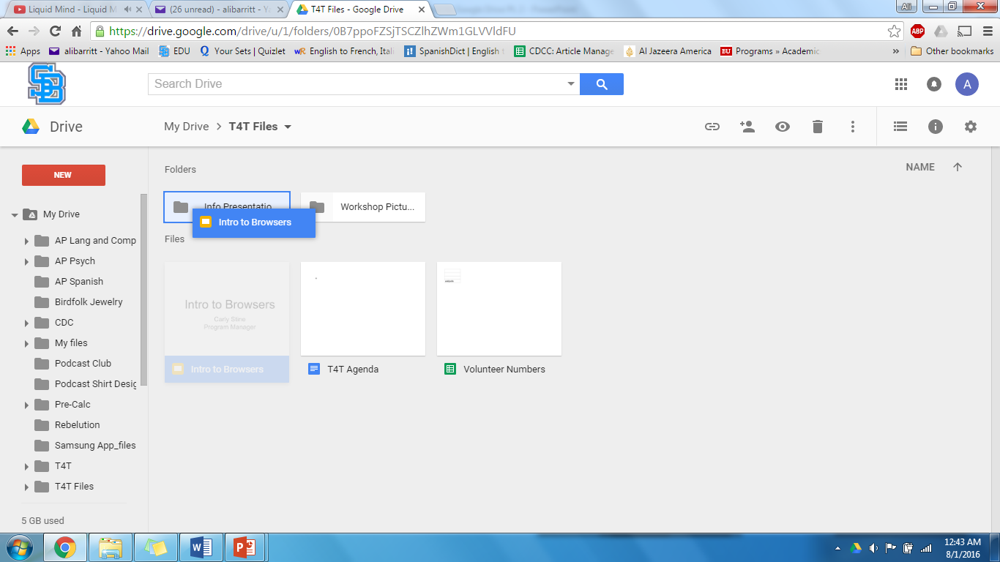 Liquid Mind - Liquid M
(26 unread) - alibarritt - Ya
T4T Files - Google Drive
Ali
https://drive.google.com/drive/u/1/folders/0B7ppoFZSjTSCZlhZWm1GLVVldFU
ABP
Apps
alibarritt - Yahoo Mail
EDU
Your Sets | Quizlet
English to French, Itali
SpanishDict | English t
CDCC: Article Manage
Al Jazeera America
BU Programs » Academic
» Other bookmarks
SB
Search Drive
A
Drive
My Drive > T4T Files
NEW
Folders
NAME
My Drive
Info Presentatio
Workshop Pictu...
Intro to Browsers
Files
AP Lang and Comp
AP Psych
AP Spanish
Birdfolk Jewelry
CDC
My files
Podcast Club
Podcast Shirt Desig
Pre-Calc
Rebelution
Samsung App_files
T4T
T4T Files
Intro to Browsers
Carly Stine
Program Manager
Intro to Browsers
T4T Agenda
Volunteer Numbers
5 GB used
12:43 AM
8/1/2016